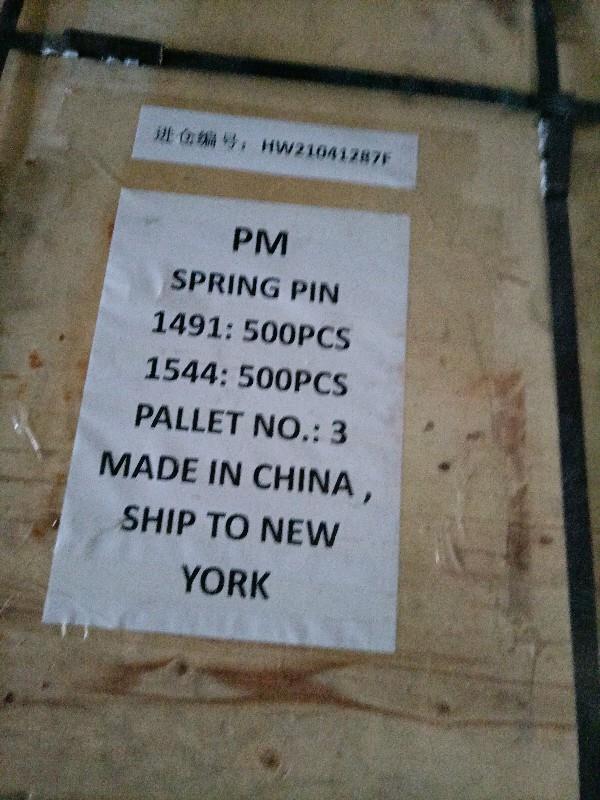 进仓编号：HW21041287F
PM
SPRING PIN
1491: 500PCS
1544: 500PCS
PALLET NO.: 3
MADE IN CHINA ,
SHIP TO NEW
YORK